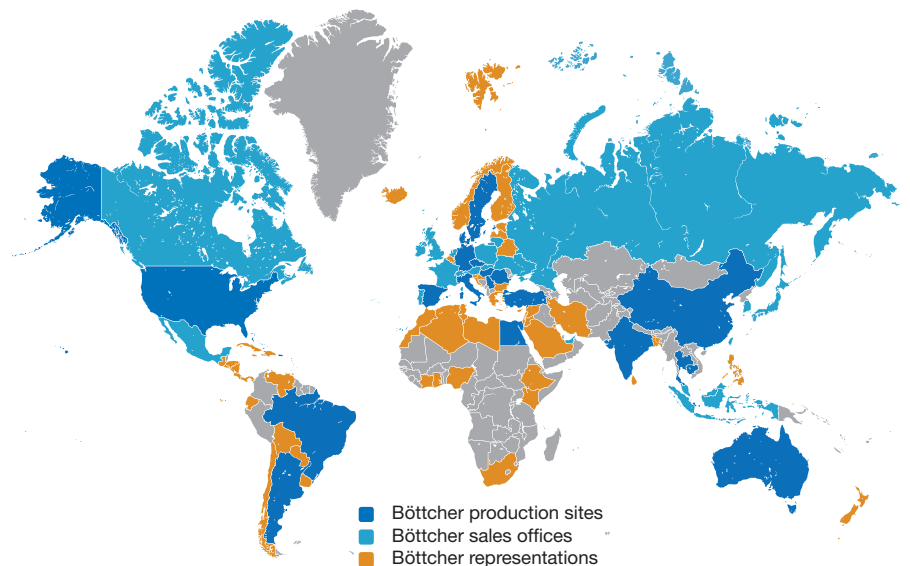 Böttcher production sites
Böttcher sales offices
Böttcher representations